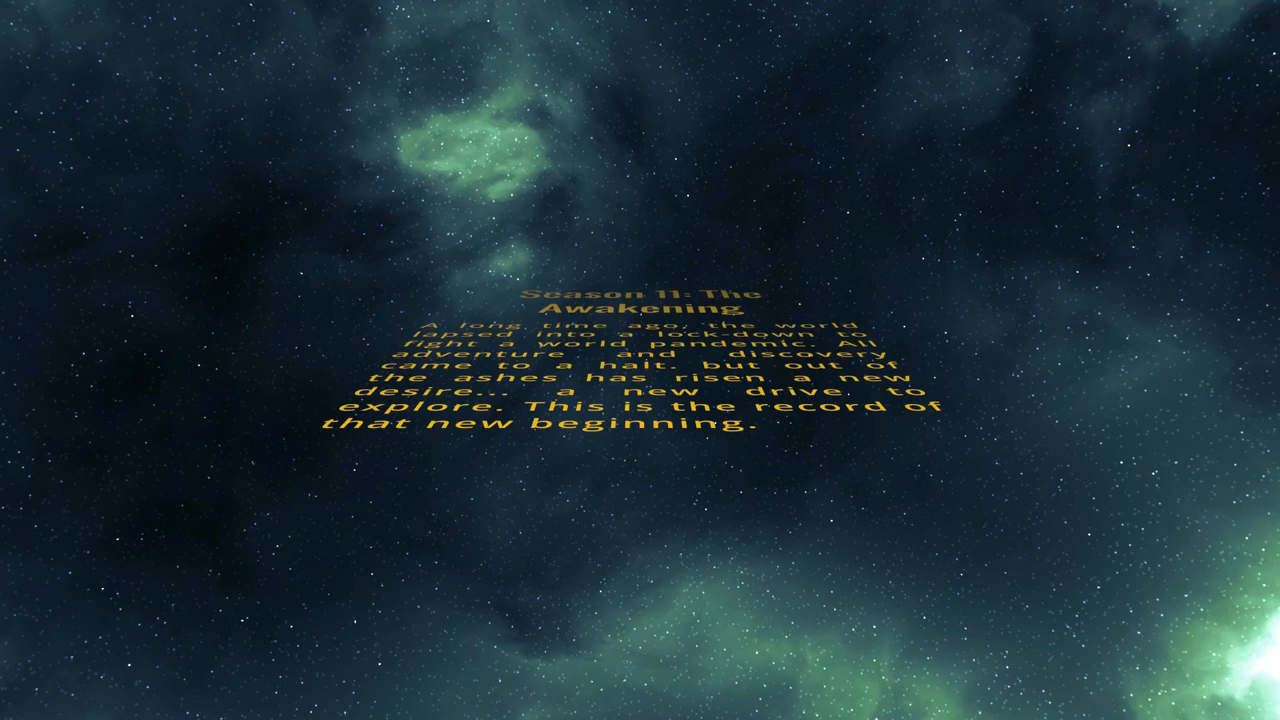 Season 11: The
Awakening
A long time ago, the world
lapsed into a lockdown to
fight a world pandemic. All
adventure and discovery
came to a halt. but out of
the ashes has risen a new
desire... a new drive to
explore. This is the record of
that new beginning.